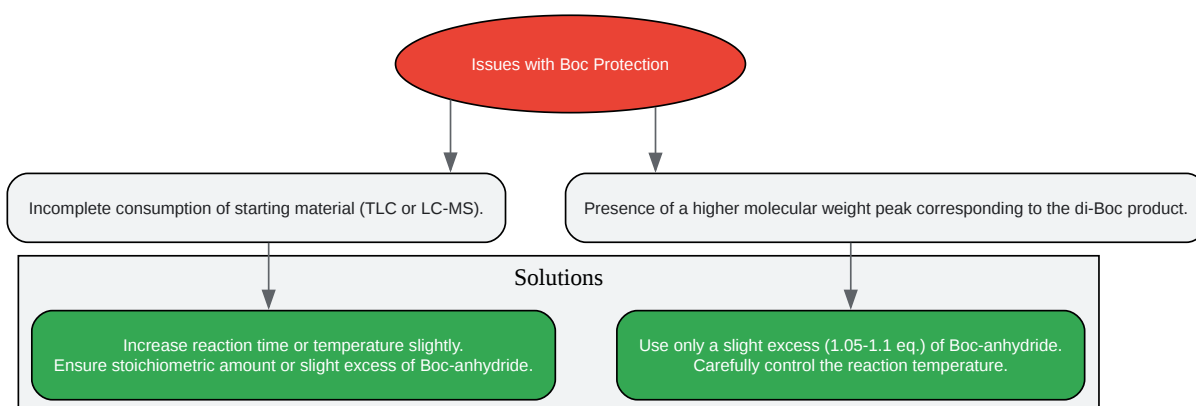 Issues with Boc Protection
Incomplete consumption of starting material (TLC or LC-MS).
Presence of a higher molecular weight peak corresponding to the di-Boc product.
Solutions
Increase reaction time or temperature slightly.
Ensure stoichiometric amount or slight excess of Boc-anhydride.
Use only a slight excess (1.05-1.1 eq.) of Boc-anhydride.
Carefully control the reaction temperature.